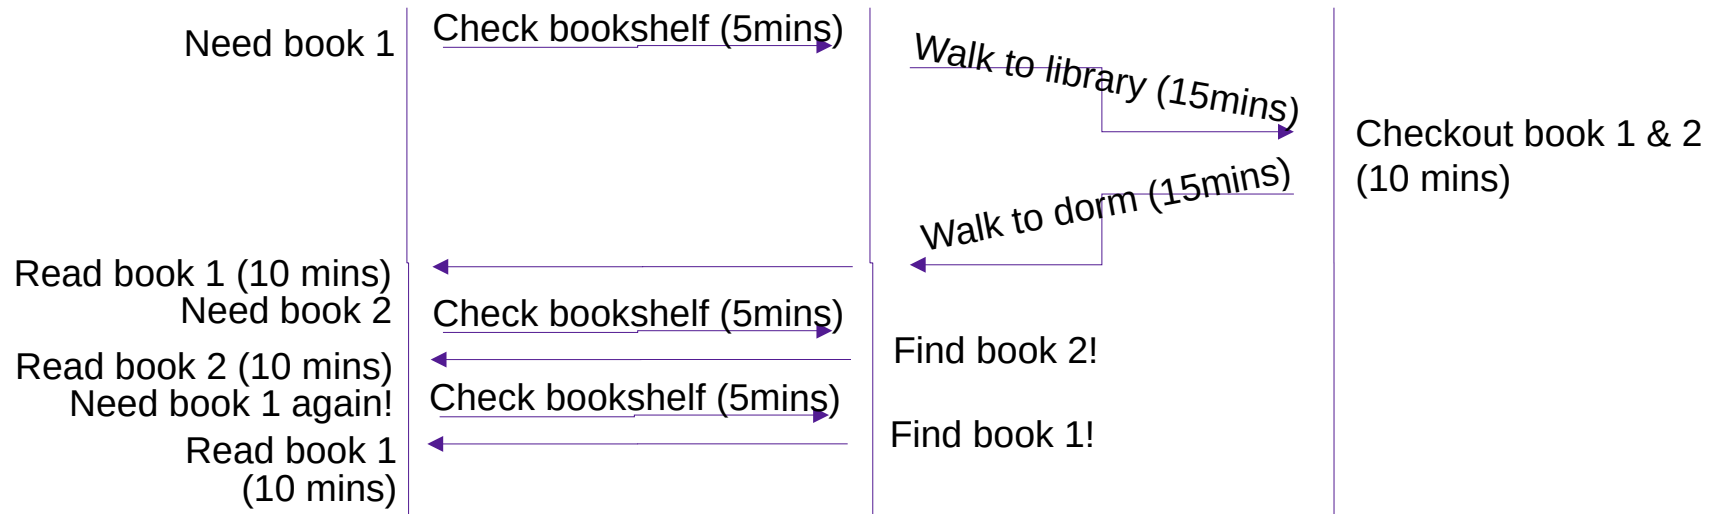 Need book 1
Check bookshelf (5mins)
Walk to library (15mins)
Checkout book 1 & 2
(10 mins)
Walk to dorm (15mins)
Read book 1 (10 mins)
Need book 2
Check bookshelf (5mins)
Find book 2!
Read book 2 (10 mins)
Need book 1 again!
Check bookshelf (5mins)
Find book 1!
Read book 1
(10 mins)